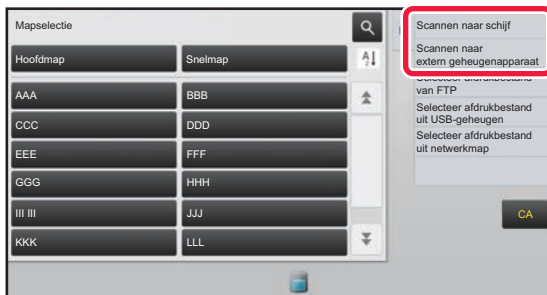 Mapselectie
Hoofdmap
Snelmap
AAA
BBB
CCC
DDD
EEE
FFF
GGG
HHH
III III
JJJ
KKK
LLL
Scannen naar schijf
Scannen naar
extern geheugenapparaat
Selecteer afdrukbestand
van FTP
Selecteer afdrukbestand
uit USB-geheugen
Selecteer afdrukbestand
uit netwerkmap
CA